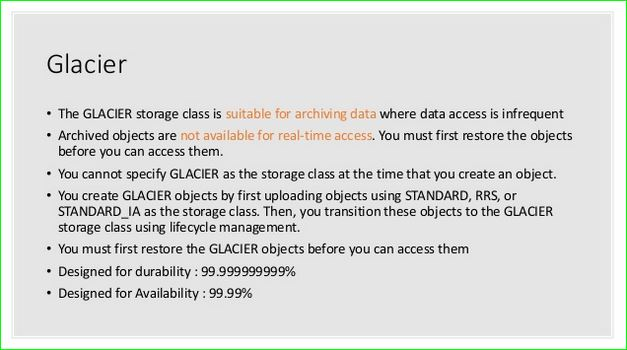 Glacier
• The GLACIER storage class is suitable for archiving data where data access is infrequent
• Archived objects are not available for real-time access. You must first restore the objects
before you can access them.
• You cannot specify GLACIER as the storage class at the time that you create an object.
• You create GLACIER objects by first uploading objects using STANDARD, RRS, or
STANDARD_IA as the storage class. Then, you transition these objects to the GLACIER
storage class using lifecycle management.
• You must first restore the GLACIER objects before you can access them
• Designed for durability : 99.999999999%
• Designed for Availability : 99.99%